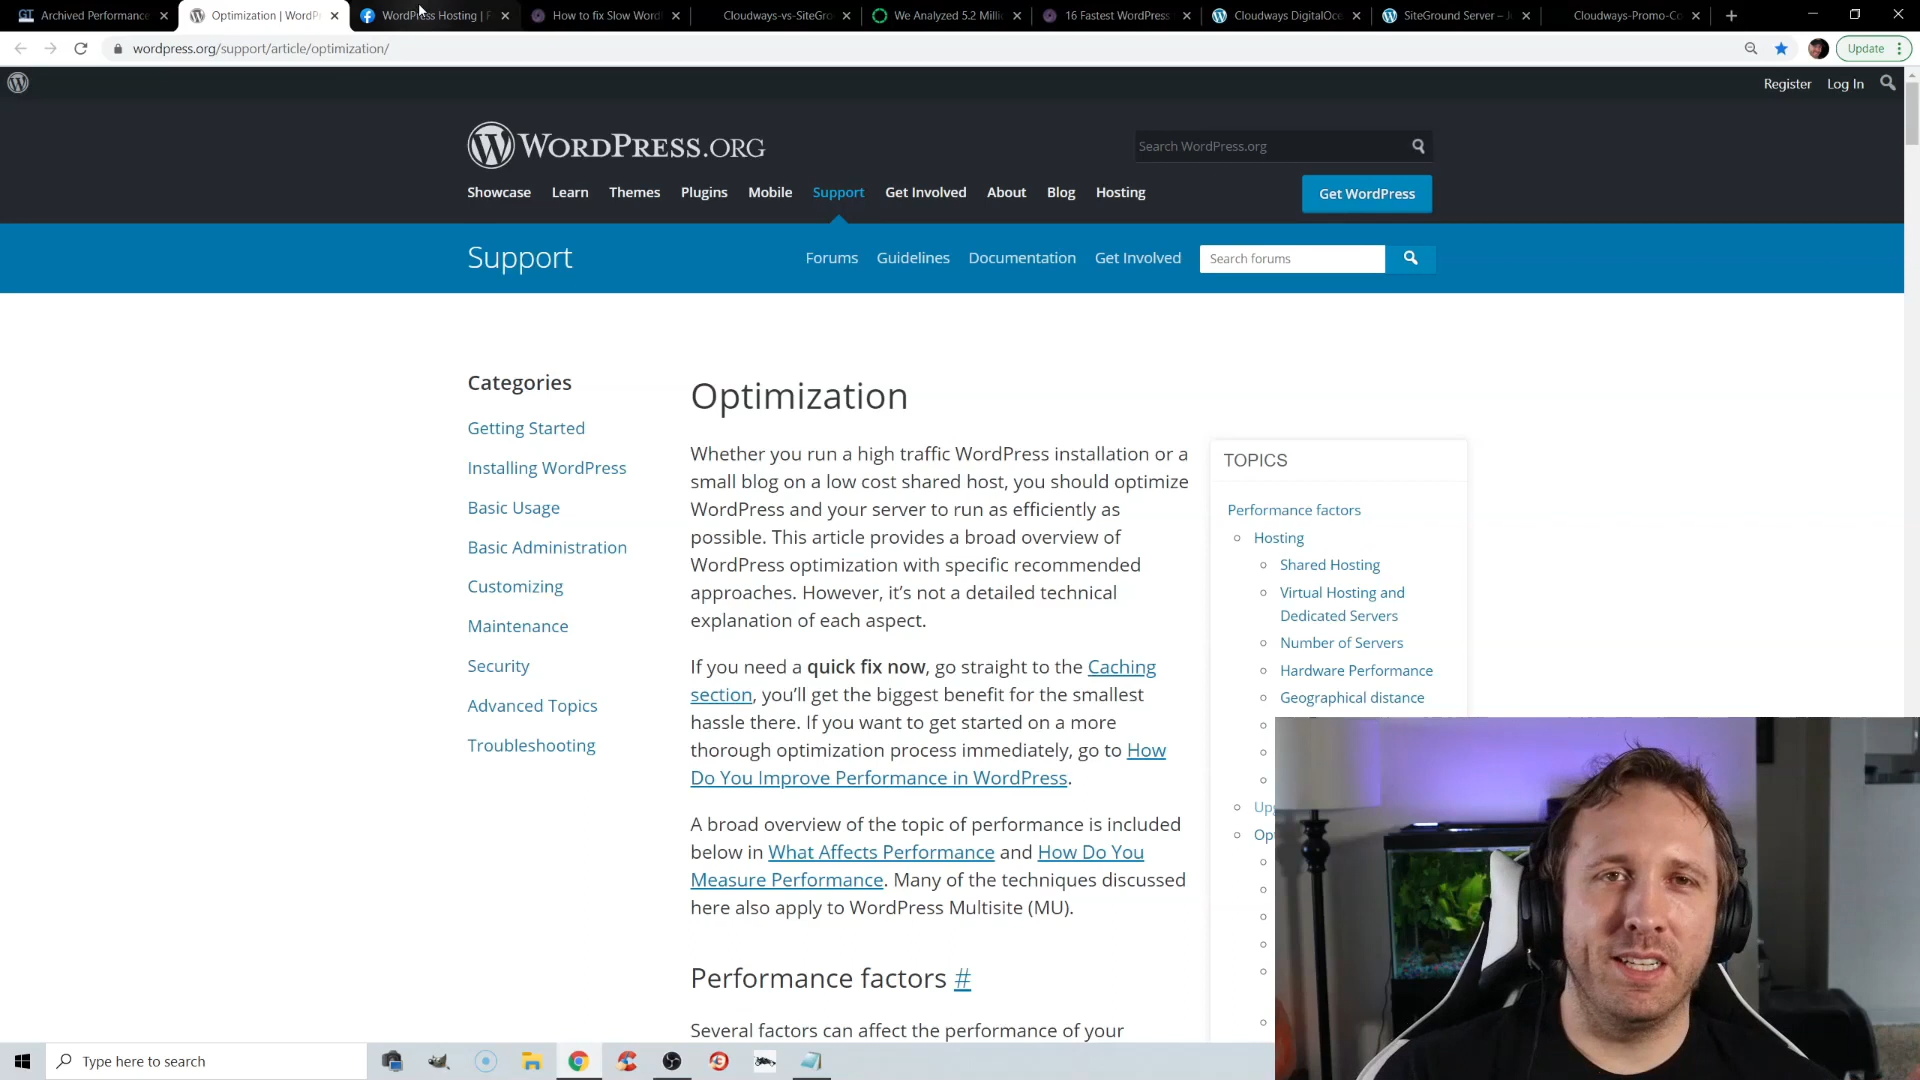 Archived Performance
Optimization | WordPr
WordPress Hosting | F
How to fix Slow Word
Cloudways-vs-SiteGro
We Analyzed 5.2 Milli
16 Fastest WordPress
Cloudways DigitalOce
SiteGround Server –
Cloudways-Promo-Co
wordpress.org/support/article/optimization/
Update
Register Log In
WORDPRESS.ORG
Search WordPress.org
Showcase Learn Themes Plugins Mobile Support Get Involved About Blog Hosting
Get WordPress
Support
Forums Guidelines Documentation Get Involved
Search forums
Categories
Getting Started
Installing WordPress
Basic Usage
Basic Administration
Customizing
Maintenance
Security
Advanced Topics
Troubleshooting
Optimization
Whether you run a high traffic WordPress installation or a
small blog on a low cost shared host, you should optimize
WordPress and your server to run as efficiently as
possible. This article provides a broad overview of
WordPress optimization with specific recommended
approaches. However, it’s not a detailed technical
explanation of each aspect.
If you need a quick fix now, go straight to the Caching
section, you’ll get the biggest benefit for the smallest
hassle there. If you want to get started on a more
thorough optimization process immediately, go to How
Do You Improve Performance in WordPress.
A broad overview of the topic of performance is included
below in What Affects Performance and How Do You
Measure Performance. Many of the techniques discussed
here also apply to WordPress Multisite (MU).
Performance factors #
Several factors can affect the performance of your
TOPICS
Performance factors
Hosting
Shared Hosting
Virtual Hosting and
Dedicated Servers
Number of Servers
Hardware Performance
Geographical distance
Upg
Opt
Type here to search